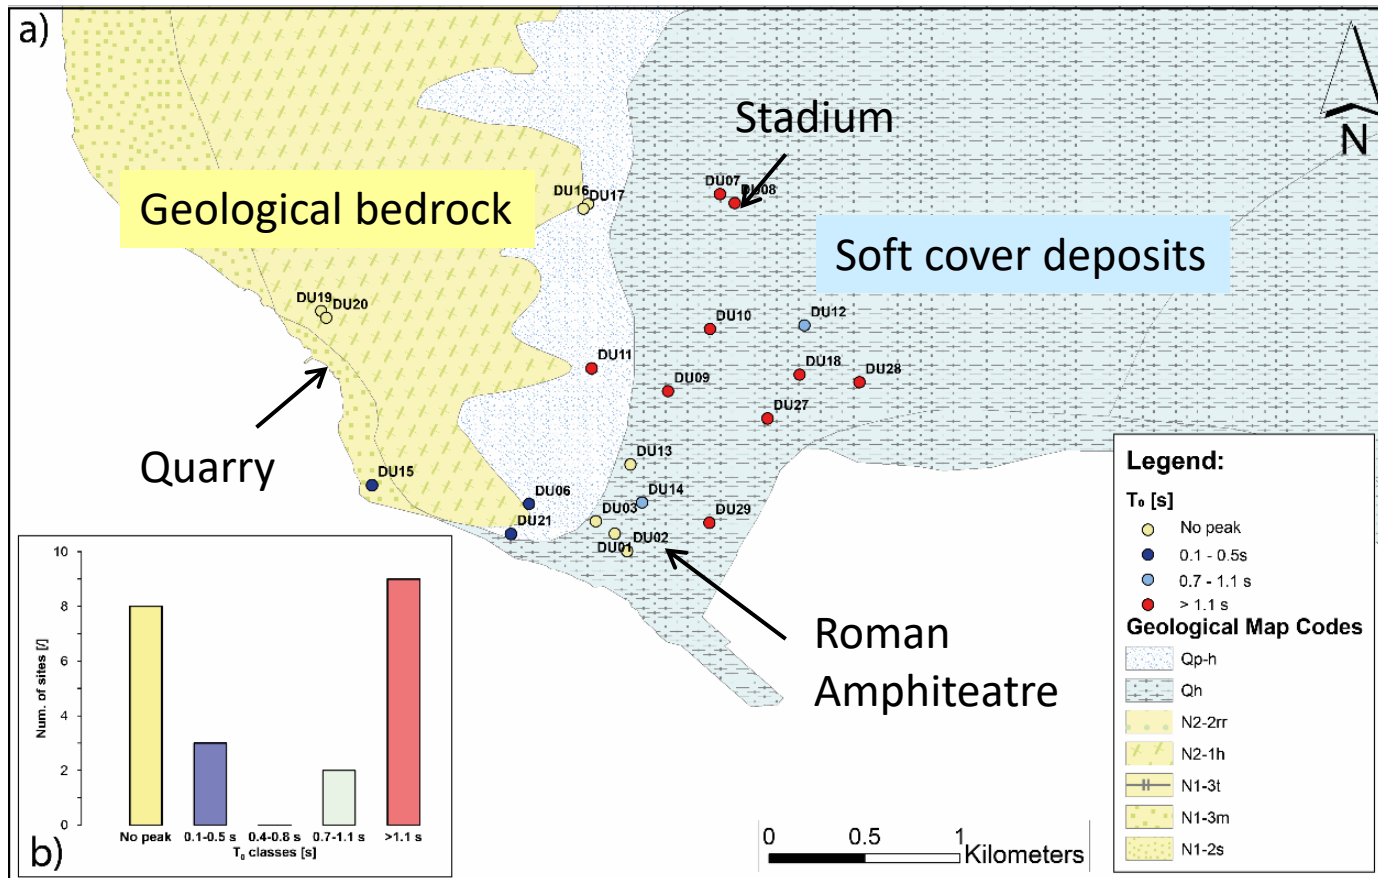 a)
Stadium
N
DU07
DU08
DU16
DU17
Geological bedrock
Soft cover deposits
DU19
DU20
DU10
DU12
DU11
DU18
DU28
DU09
DU27
Quarry
DU13
DU15
DU06
DU14
DU03
DU21
DU29
DU02
DU01
Roman
Amphiteatre
Legend:
T₀ [s]
No peak
0.1 - 0.5s
0.7 - 1.1 s
> 1.1 s
Geological Map Codes
Qp-h
Qh
N2-2rr
N2-1h
N1-3t
N1-3m
N1-2s
10
8
6
4
2
0
Num. of sites [/]
No peak 0.1-0.5 s 0.4-0.8 s 0.7-1.1 s >1.1 s
T₀ classes [s]
b)
0 0.5 1
Kilometers